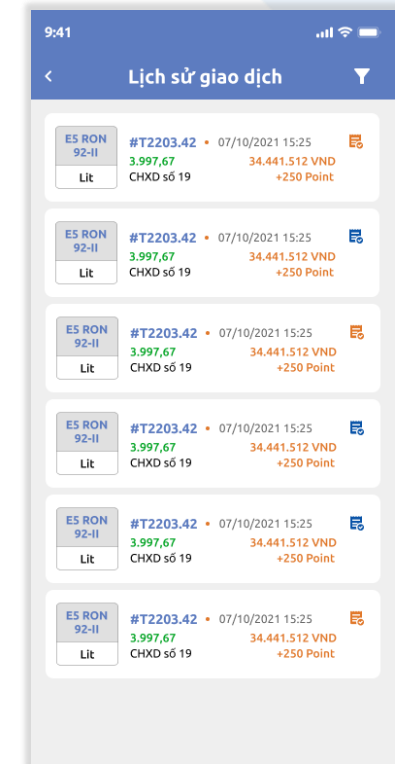 9:41
Lịch sử giao dịch
E5 RON
92-II
Lit
#T2203.42 • 07/10/2021 15:25
3.997,67 34.441.512 VND
CHXD số 19 +250 Point
E5 RON
92-II
Lit
#T2203.42 • 07/10/2021 15:25
3.997,67 34.441.512 VND
CHXD số 19 +250 Point
E5 RON
92-II
Lit
#T2203.42 • 07/10/2021 15:25
3.997,67 34.441.512 VND
CHXD số 19 +250 Point
E5 RON
92-II
Lit
#T2203.42 • 07/10/2021 15:25
3.997,67 34.441.512 VND
CHXD số 19 +250 Point
E5 RON
92-II
Lit
#T2203.42 • 07/10/2021 15:25
3.997,67 34.441.512 VND
CHXD số 19 +250 Point
E5 RON
92-II
Lit
#T2203.42 • 07/10/2021 15:25
3.997,67 34.441.512 VND
CHXD số 19 +250 Point